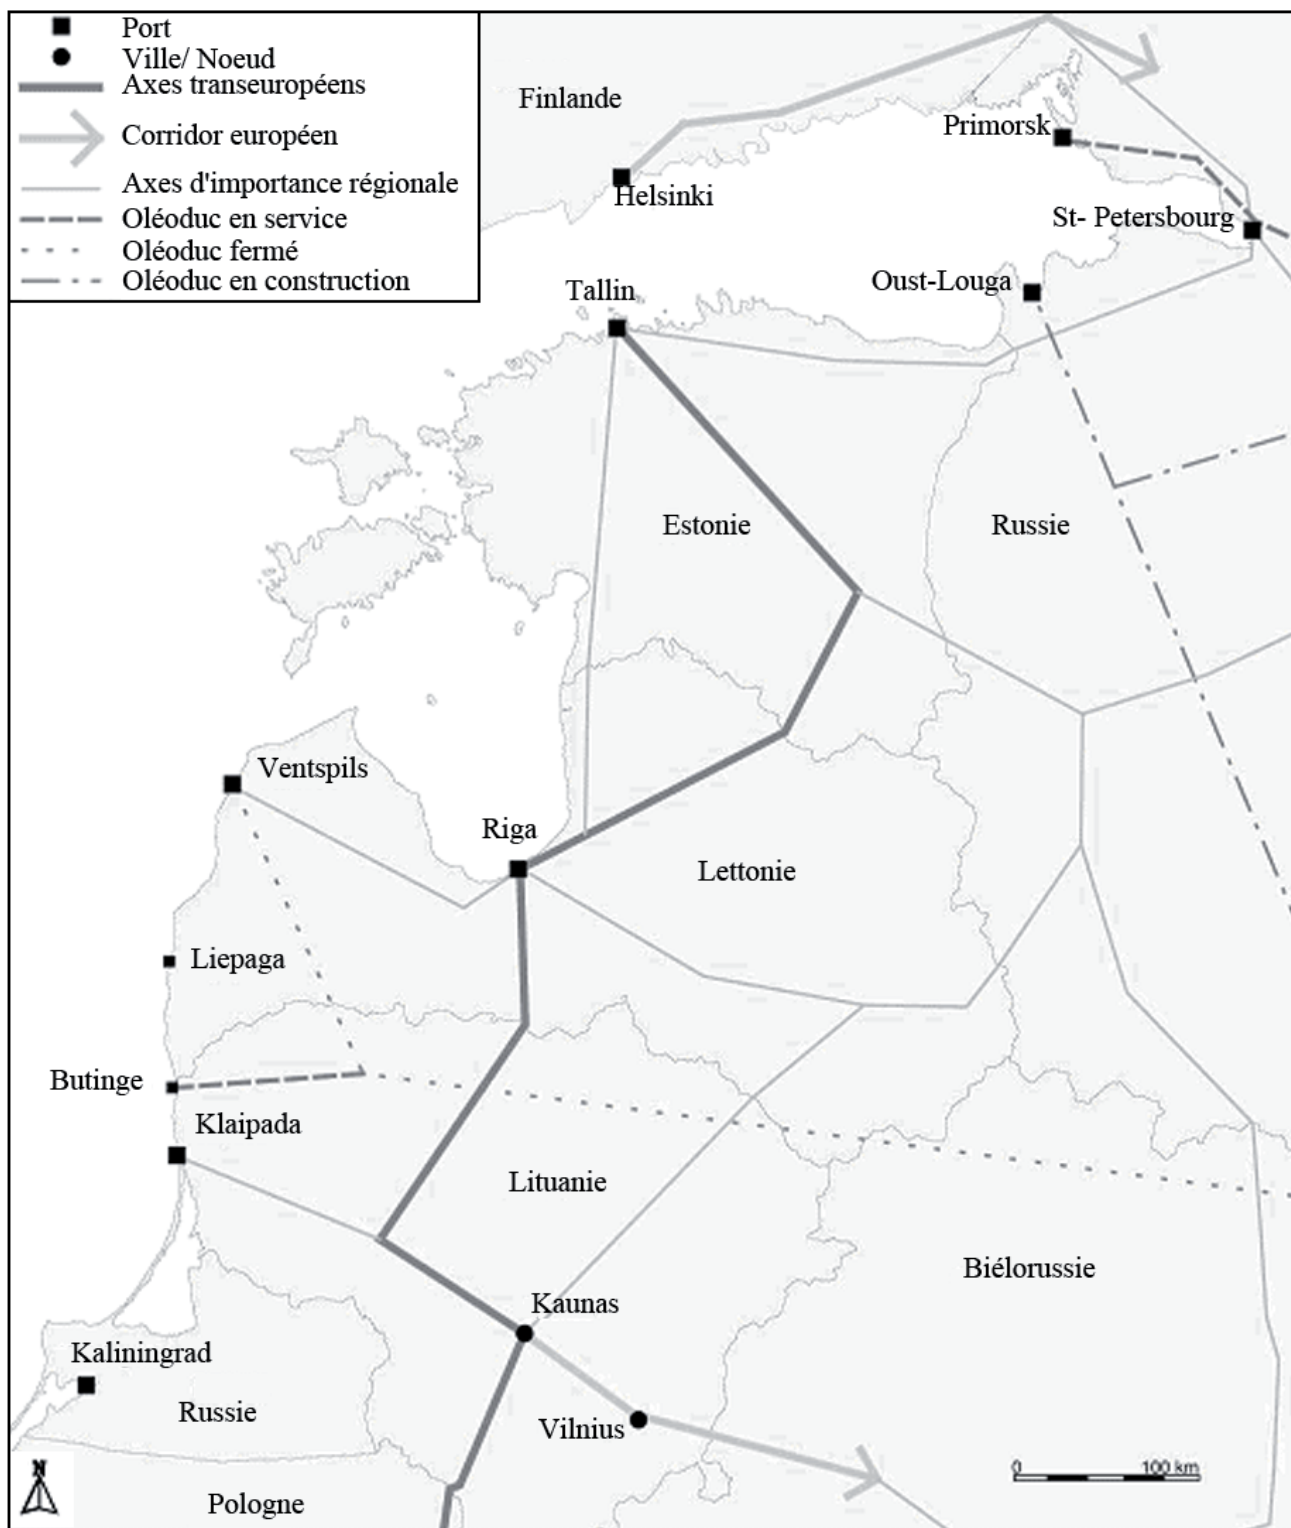 Port
Ville/ Noeud
Axes transeuropéens
Corridor européen
Axes d'importance régionale
Oléoduc en service
Oléoduc fermé
Oléoduc en construction
Finlande
Primorsk
Helsinki
St- Petersbourg
Oust-Louga
Tallin
Estonie
Russie
Ventspils
Riga
Lettonie
Liepaga
Butinge
Klaipada
Lituanie
Biélorussie
Kaunas
Kaliningrad
Russie
Vilnius
0 100 km
N
Pologne